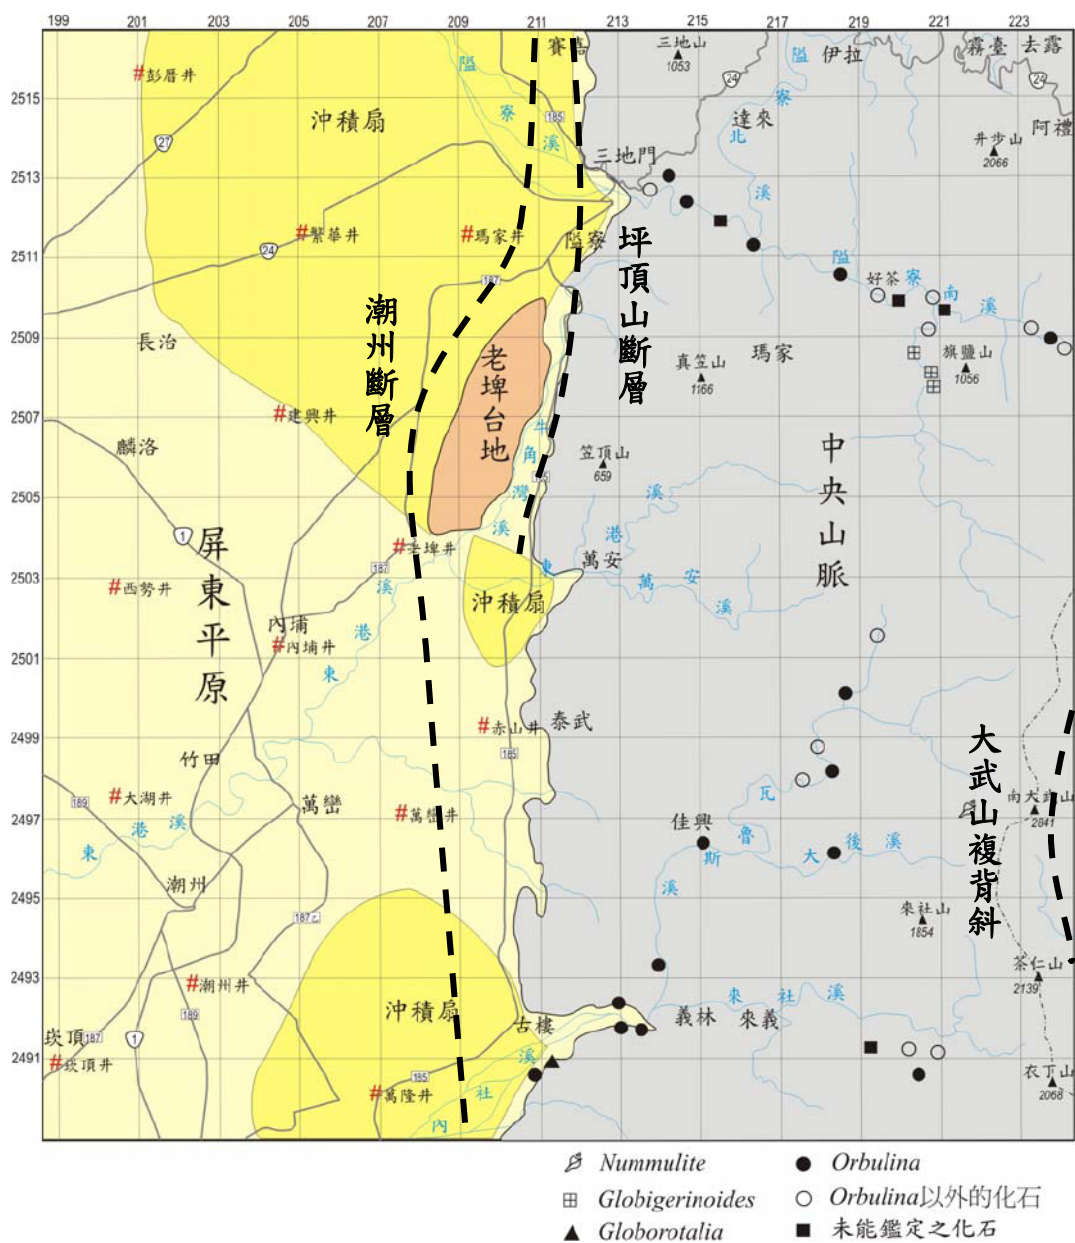 199 201 203 205 207 209 211 213 215 217 219 221 223
2515
2513
2511
2509
2507
2505
2503
2501
2499
2497
2495
2493
2491
賽嘉
三地山
1053
伊拉
霧臺
去露
24
24
#彭厝井
沖積扇
隘寮溪
185
27
達來
隘寮北溪
阿禮
井步山
2066
三地門
#繁華井
#瑪家井
隘寮
24
187
坪頂山斷層
潮州斷層
隘寮南溪
好茶
長治
老埤台地
真笠山
1166
瑪家
旗鹽山
1056
#建興井
麟洛
牛角灣溪
185
笠頂山
659
中央山脈
1
屏東平原
#老埤井
187
萬安
東港溪
萬安溪
#西勢井
沖積扇
內埔
#內埔井
東港溪
#赤山井
泰武
185
竹田
大武山複背斜
189
#大湖井
萬巒
#萬巒井
東港溪
瓦魯斯溪
佳興
大後溪
南大武山
2841
潮州
187乙
來社山
1854
茶仁山
2139
#潮州井
189
沖積扇
古樓
來社溪
義林
來義
崁頂
187
1
#崁頂井
185
#萬隆井
內社溪
衣丁山
2068
Nummulite
Orbulina
Globigerinoides
Orbulina以外的化石
Globorotalia
未能鑑定之化石